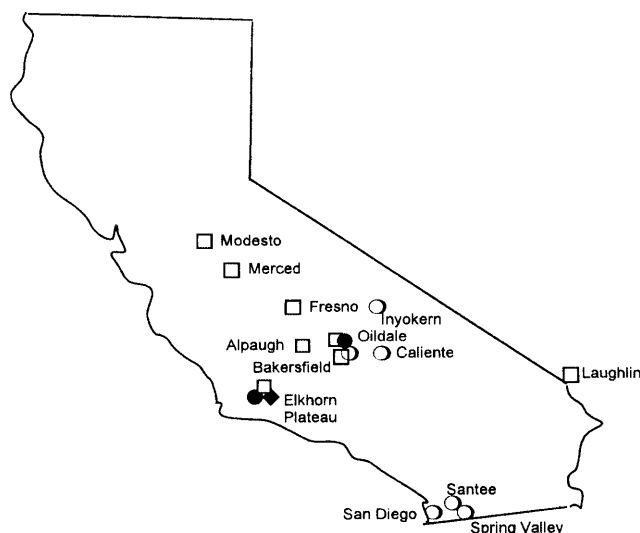 Modesto
Merced
Fresno
Inyokern
Oildale
Alpaugh
Caliente
Bakersfield
Laughlin
Elkhorn
Plateau
Santee
San Diego
Spring Valley